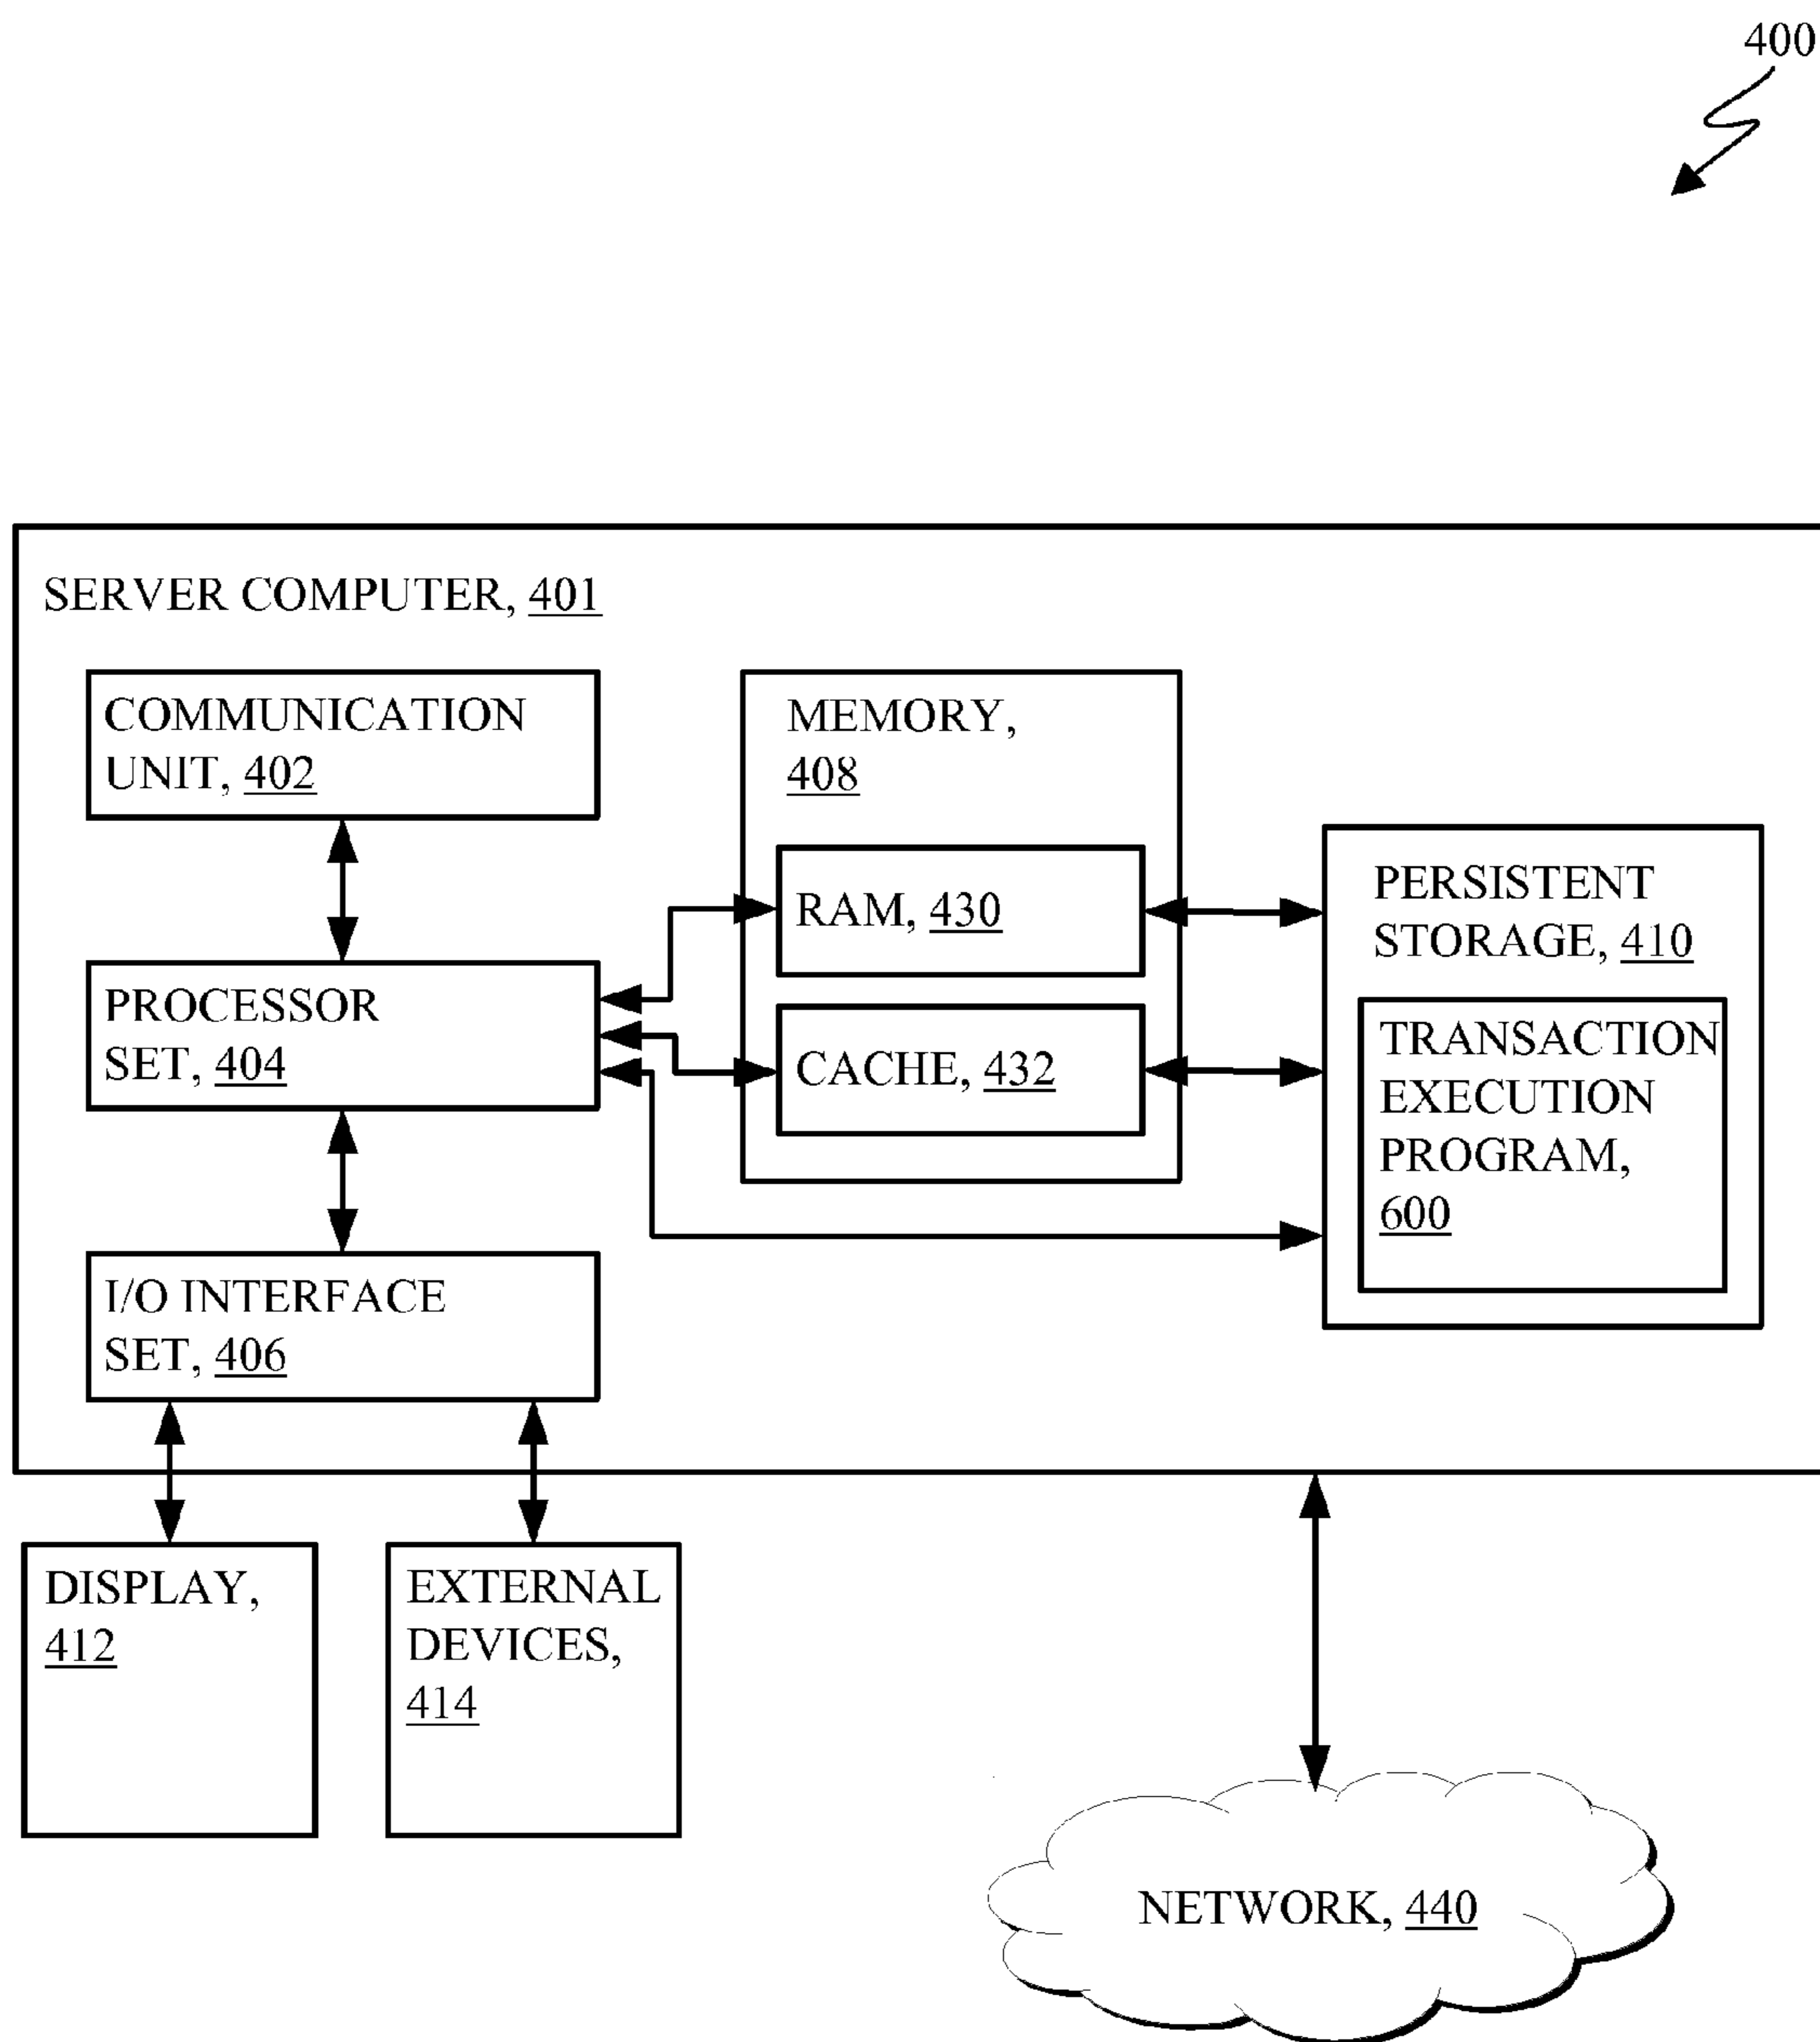 400
SERVER COMPUTER, 401
COMMUNICATION
UNIT, 402
MEMORY,
408
RAM, 430
PERSISTENT
STORAGE, 410
PROCESSOR
SET, 404
CACHE, 432
TRANSACTION
EXECUTION
PROGRAM,
600
I/O INTERFACE
SET, 406
DISPLAY,
412
EXTERNAL
DEVICES,
414
NETWORK, 440